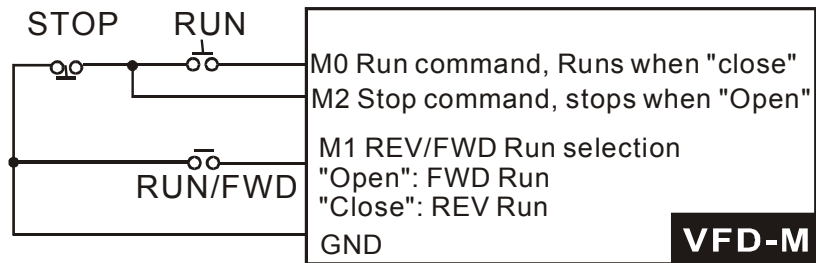 STOP RUN
M0 Run command, Runs when "close"
M2 Stop command, stops when "Open"
M1 REV/FWD Run selection
RUN/FWD
"Open": FWD Run
"Close": REV Run
GND
VFD-M